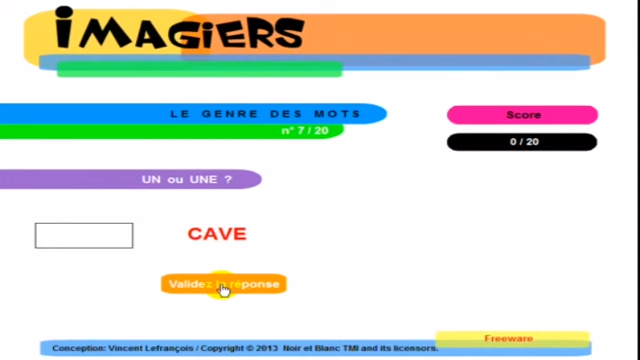 iMAGiERS
LE GENRE DES MOTS
n° 7 / 20
Score
0 / 20
UN ou UNE ?
CAVE
Validez la réponse
Freeware
Conception: Vincent Lefrançois / Copyright © 2013 Noir et Blanc TMI and its licensors.